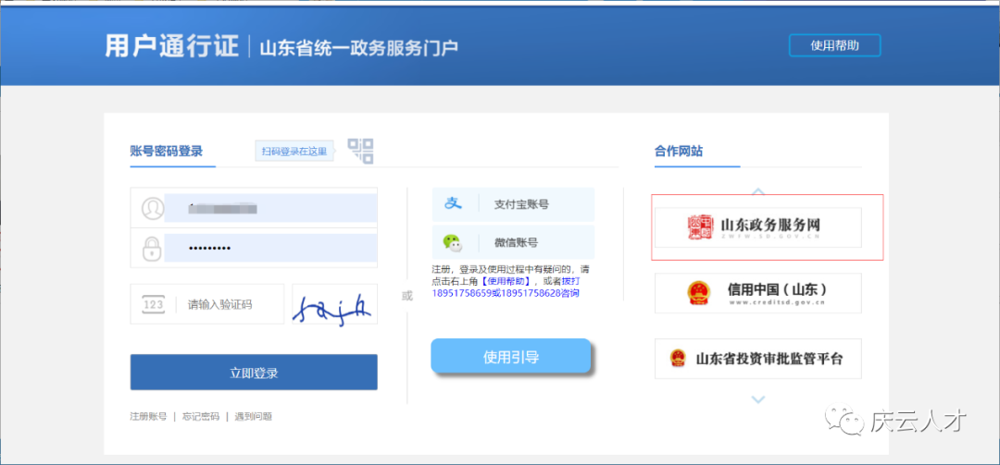 用户通行证 | 山东省统一政务服务门户
使用帮助
账号密码登录
扫码登录在这里
合作网站
支付宝账号
微信账号
注册，登录及使用过程中有疑问的，请
点击右上角【使用帮助】，或者拨打
18951758659或18951758628咨询
123 请输入验证码
或
使用引导
立即登录
注册账号 | 忘记密码 | 遇到问题
山东政务服务网
ZWFW.SD.GOV.CN
信用中国（山东）
www.creditsd.gov.cn
山东省投资审批监管平台
庆云人才